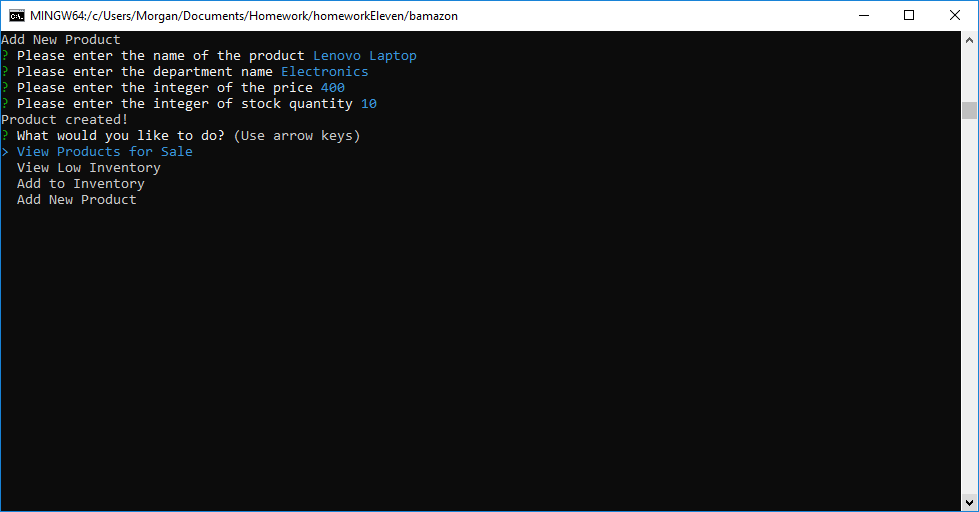 MINGW64:/c/Users/Morgan/Documents/Homework/homeworkEleven/bamazon
Add New Product
? Please enter the name of the product Lenovo Laptop
? Please enter the department name Electronics
? Please enter the integer of the price 400
? Please enter the integer of stock quantity 10
Product created!
? What would you like to do? (Use arrow keys)
> View Products for Sale
View Low Inventory
Add to Inventory
Add New Product